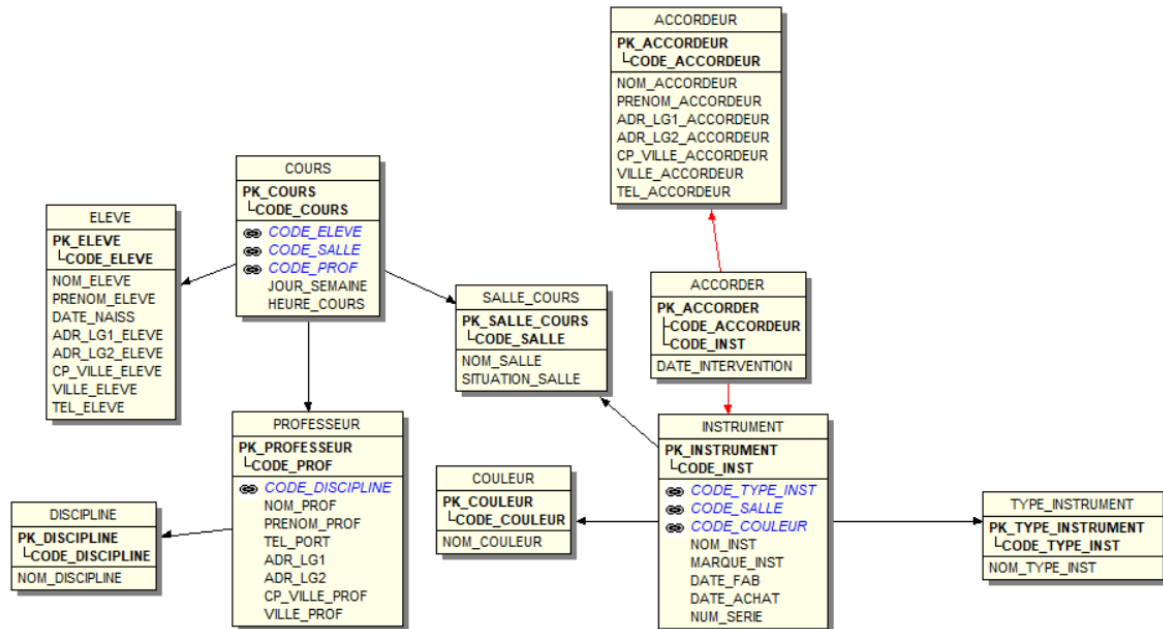 ACCORDEUR
PK_ACCORDEUR
CODE_ACCORDEUR
NOM_ACCORDEUR
PRENOM_ACCORDEUR
ADR_LG1_ACCORDEUR
ADR_LG2_ACCORDEUR
CP_VILLE_ACCORDEUR
VILLE_ACCORDEUR
TEL_ACCORDEUR
COURS
PK_COURS
CODE_COURS
CODE_ELEVE
CODE_SALLE
CODE_PROF
JOUR_SEMAINE
HEURE_COURS
ELEVE
PK_ELEVE
CODE_ELEVE
NOM_ELEVE
PRENOM_ELEVE
DATE_NAISS
ADR_LG1_ELEVE
ADR_LG2_ELEVE
CP_VILLE_ELEVE
VILLE_ELEVE
TEL_ELEVE
SALLE_COURS
PK_SALLE_COURS
CODE_SALLE
NOM_SALLE
SITUATION_SALLE
ACCORDER
PK_ACCORDER
CODE_ACCORDEUR
CODE_INST
DATE_INTERVENTION
PROFESSEUR
PK_PROFESSEUR
CODE_PROF
CODE_DISCIPLINE
NOM_PROF
PRENOM_PROF
TEL_PORT
ADR_LG1
ADR_LG2
CP_VILLE_PROF
VILLE_PROF
INSTRUMENT
PK_INSTRUMENT
CODE_INST
CODE_TYPE_INST
CODE_SALLE
CODE_COULEUR
NOM_INST
MARQUE_INST
DATE_FAB
DATE_ACHAT
NUM_SERIE
DISCIPLINE
PK_DISCIPLINE
CODE_DISCIPLINE
NOM_DISCIPLINE
COULEUR
PK_COULEUR
CODE_COULEUR
NOM_COULEUR
TYPE_INSTRUMENT
PK_TYPE_INSTRUMENT
CODE_TYPE_INST
NOM_TYPE_INST